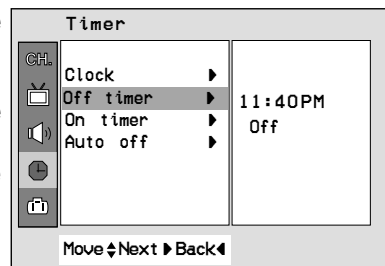 Timer
CH.
Clock
Off timer
On timer
Auto off
11:40PM
Off
Move Next Back